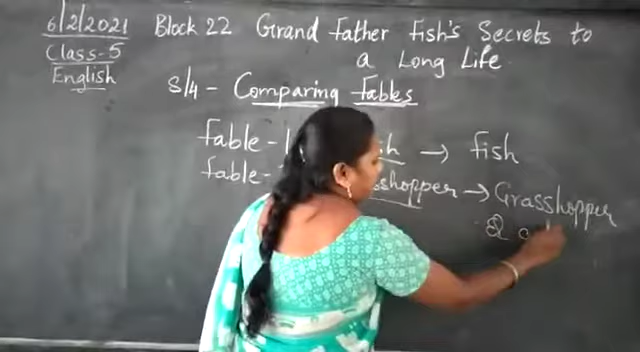 6/2/2021 Block 22 Grand Father Fish's Secrets to
Class-5 a Long Life.
English
S/4 - Comparing Fables
fable - → fish
fable - → Grasshopper
&